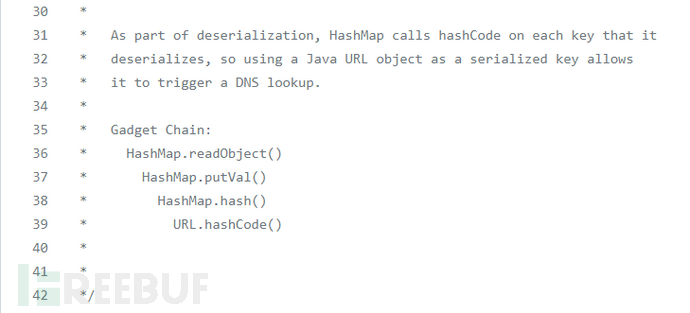 30 *
31 * As part of deserialization, HashMap calls hashCode on each key that it
32 * deserializes, so using a Java URL object as a serialized key allows
33 * it to trigger a DNS lookup.
34 *
35 * Gadget Chain:
36 * HashMap.readObject()
37 * HashMap.putVal()
38 * HashMap.hash()
39 * URL.hashCode()
40 *
41 *
42 */
FREEBUF